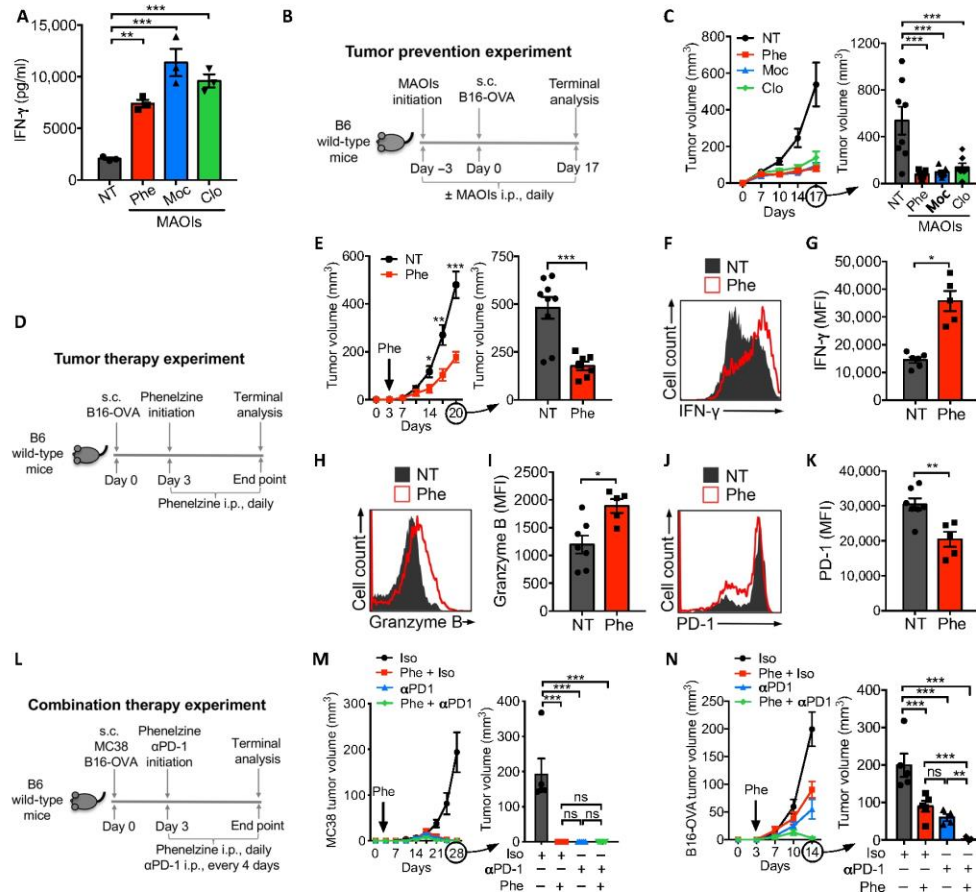 A
IFN-γ (pg/ml)
15,000
10,000
5000
0
***
***
**
NT
Phe
Moc
Clo
MAOIs
B
Tumor prevention experiment
MAOIs initiation
s.c. B16-OVA
Terminal analysis
B6 wild-type mice
Day −3
Day 0
Day 17
± MAOIs i.p., daily
C
Tumor volume (mm³)
800
600
400
200
0
NT
Phe
Moc
Clo
0 7 10 14 17
Days
Tumor volume (mm³)
1200
1000
800
600
400
200
0
***
***
***
NT
Phe
Moc
Clo
MAOIs
D
Tumor therapy experiment
s.c. B16-OVA
Phenelzine initiation
Terminal analysis
B6 wild-type mice
Day 0
Day 3
End point
Phenelzine i.p., daily
E
Tumor volume (mm³)
600
400
200
0
NT
Phe
Phe
*
**
***
0 3 7 14 20
Days
Tumor volume (mm³)
750
500
250
0
***
NT Phe
F
NT
Phe
Cell count
IFN-γ
G
IFN-γ (MFI)
50,000
40,000
30,000
20,000
10,000
0
*
NT Phe
H
NT
Phe
Cell count
Granzyme B
I
Granzyme B (MFI)
2500
2000
1500
1000
500
0
*
NT Phe
J
NT
Phe
Cell count
PD-1
K
PD-1 (MFI)
40,000
30,000
20,000
10,000
0
**
NT Phe
L
Combination therapy experiment
s.c. MC38 B16-OVA
Phenelzine αPD-1 initiation
Terminal analysis
B6 wild-type mice
Day 0
Day 3
End point
Phenelzine i.p., daily
αPD-1 i.p., every 4 days
M
Iso
Phe + Iso
αPD1
Phe + αPD1
MC38 tumor volume (mm³)
300
200
100
0
Phe
0 7 14 21 28
Days
Tumor volume (mm³)
400
300
200
100
0
***
***
***
ns
ns
ns
Iso + + − −
αPD-1 − − + +
Phe − + − +
N
Iso
Phe + Iso
αPD1
Phe + αPD1
B16-OVA tumor volume (mm³)
250
200
150
100
50
0
Phe
0 3 7 10 14
Days
Tumor volume (mm³)
400
300
200
100
0
***
***
***
***
ns
**
Iso + + − −
αPD-1 − − + +
Phe − + − +